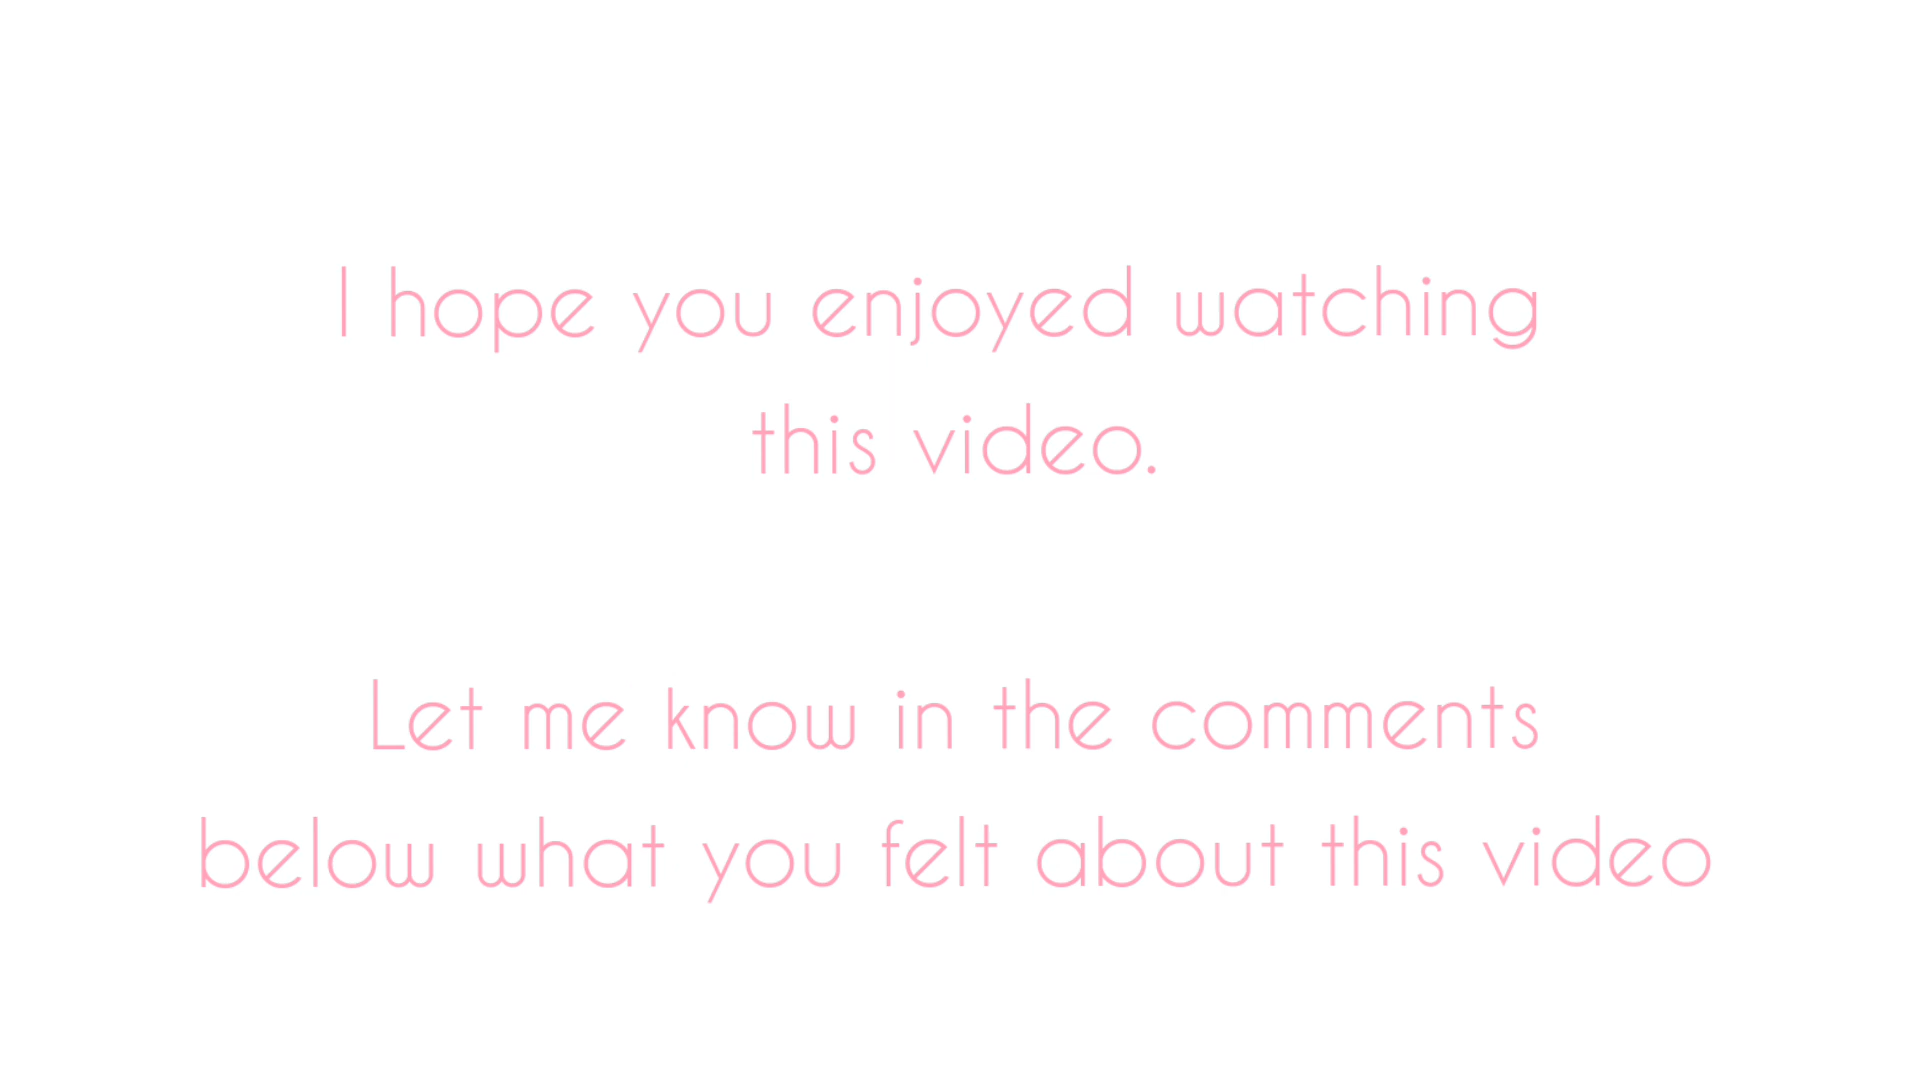 I hope you enjoyed watching
this video.
Let me know in the comments
below what you felt about this video